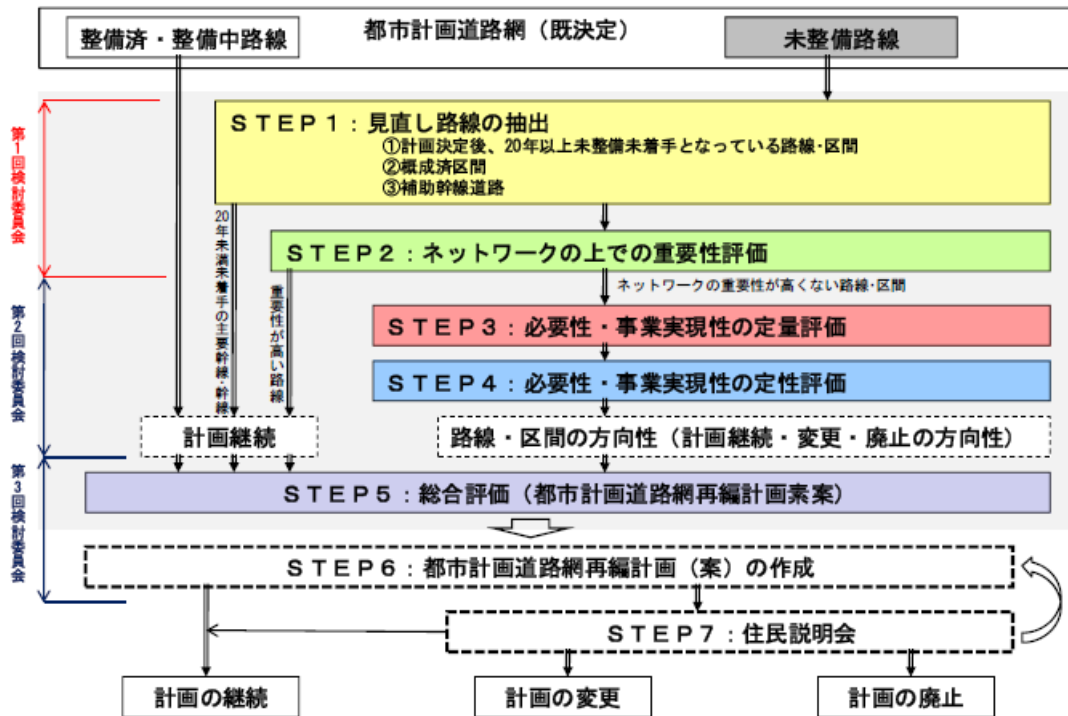 都市計画道路網（既決定）
整備済・整備中路線
未整備路線
第1回検討委員会
ＳＴＥＰ１：見直し路線の抽出
①計画決定後、20年以上未整備未着手となっている路線・区間
②概成済区間
③補助幹線道路
20年未満未着手の主要幹線・幹線
ＳＴＥＰ２：ネットワークの上での重要性評価
重要性が高い路線
ネットワークの重要性が高くない路線・区間
第2回検討委員会
ＳＴＥＰ３：必要性・事業実現性の定量評価
ＳＴＥＰ４：必要性・事業実現性の定性評価
計画継続
路線・区間の方向性（計画継続・変更・廃止の方向性）
第3回検討委員会
ＳＴＥＰ５：総合評価（都市計画道路網再編計画素案）
ＳＴＥＰ６：都市計画道路網再編計画（案）の作成
ＳＴＥＰ７：住民説明会
計画の継続
計画の変更
計画の廃止